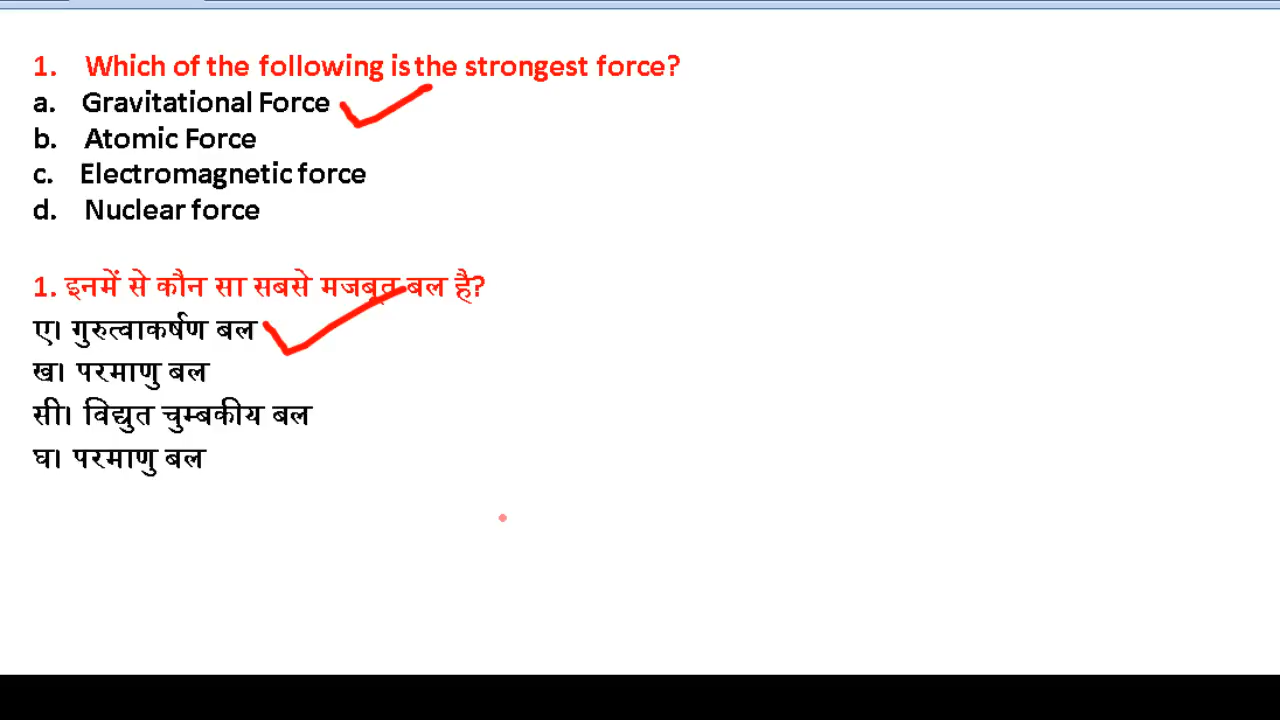 1. Which of the following is the strongest force?
a. Gravitational Force
b. Atomic Force
c. Electromagnetic force
d. Nuclear force
1. इनमें से कौन सा सबसे मजबूत बल है?
ए। गुरुत्वाकर्षण बल
ख। परमाणु बल
सी। विद्युत चुम्बकीय बल
घ। परमाणु बल